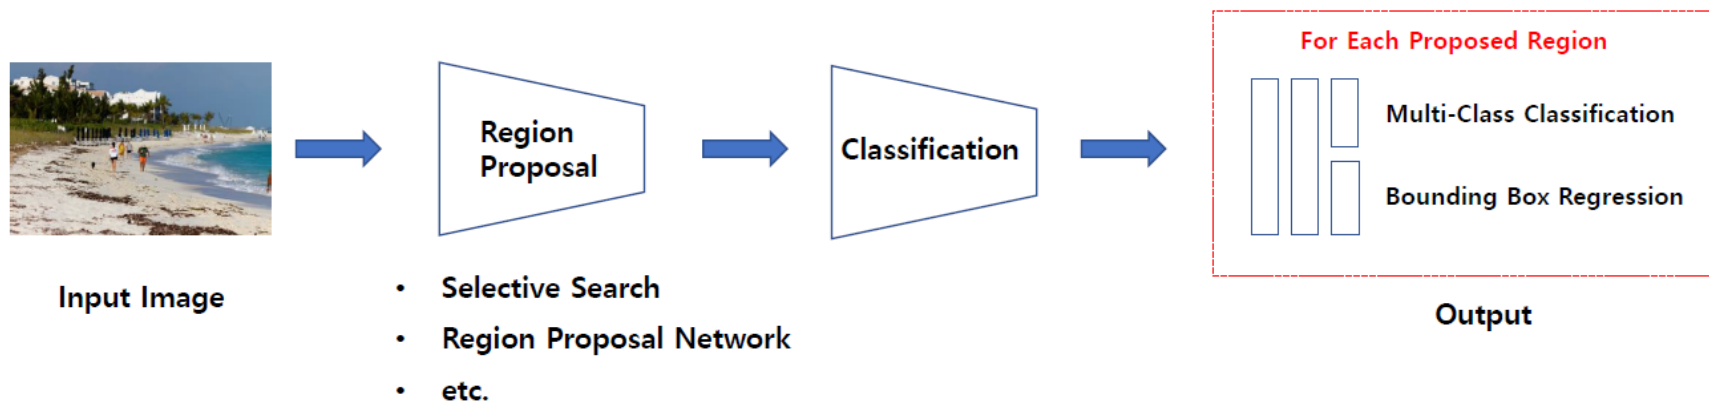 Input Image
Region
Proposal
• Selective Search
• Region Proposal Network
• etc.
Classification
For Each Proposed Region
Multi-Class Classification
Bounding Box Regression
Output